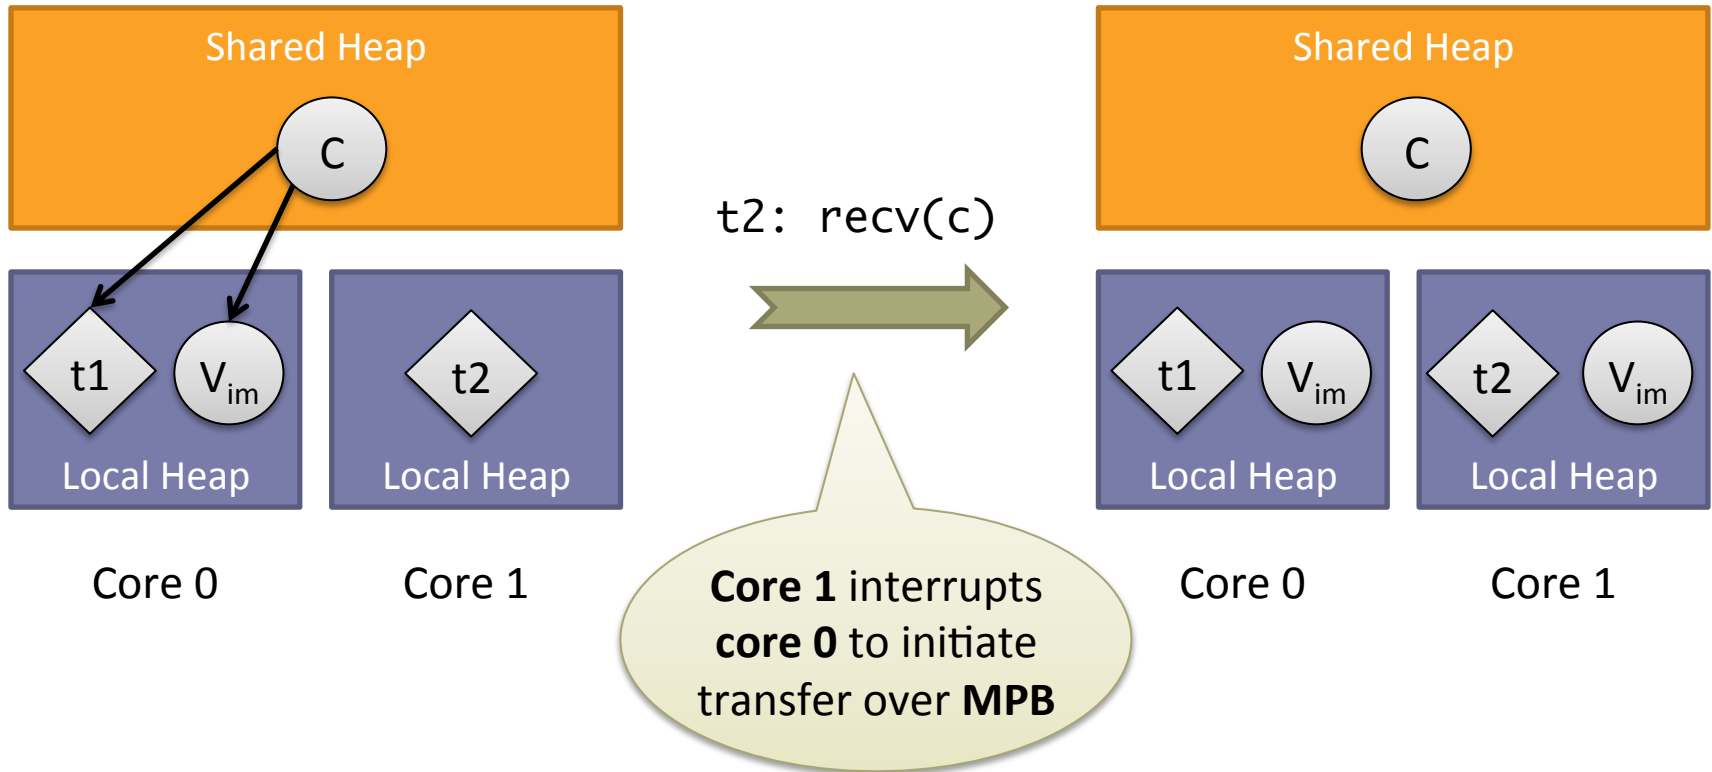 Shared Heap
C
t1
Vim
t2
Local Heap
Local Heap
Core 0
Core 1
t2: recv(c)
Core 1 interrupts
core 0 to initiate
transfer over MPB
Shared Heap
C
t1
Vim
t2
Vim
Local Heap
Local Heap
Core 0
Core 1